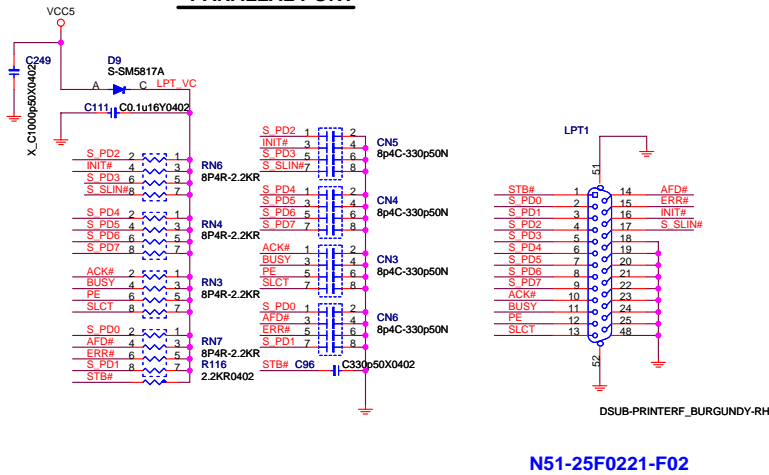 PARALLEL PORT
VCC5
C249
X_C1000p50X0402
D9
S-SM5817A
A
C
LPT_VC
C111
C0.1u16Y0402
S_PD2 2 1
INIT# 4 3
S_PD3 6 5
S_SLIN# 8 7
RN6
8P4R-2.2KR
S_PD4 2 1
S_PD5 4 3
S_PD6 6 5
S_PD7 8 7
RN4
8P4R-2.2KR
ACK# 2 1
BUSY 4 3
PE 6 5
SLCT 8 7
RN3
8P4R-2.2KR
S_PD0 2 1
AFD# 4 3
ERR# 6 5
S_PD1 8 7
STB#
RN7
8P4R-2.2KR
R116
2.2KR0402
S_PD2 1 2
INIT# 3 4
S_PD3 5 6
S_SLIN# 7 8
CN5
8p4C-330p50N
S_PD4 1 2
S_PD5 3 4
S_PD6 5 6
S_PD7 7 8
CN4
8p4C-330p50N
ACK# 1 2
BUSY 3 4
PE 5 6
SLCT 7 8
CN3
8p4C-330p50N
S_PD0 1 2
AFD# 3 4
ERR# 5 6
S_PD1 7 8
CN6
8p4C-330p50N
STB# C96 C330p50X0402
LPT1
51
STB# 1 14 AFD#
S_PD0 2 15 ERR#
S_PD1 3 16 INIT#
S_PD2 4 17 S_SLIN#
S_PD3 5 18
S_PD4 6 19
S_PD5 7 20
S_PD6 8 21
S_PD7 9 22
ACK# 10 23
BUSY 11 24
PE 12 25
SLCT 13 48
52
DSUB-PRINTERF_BURGUNDY-RH
N51-25F0221-F02